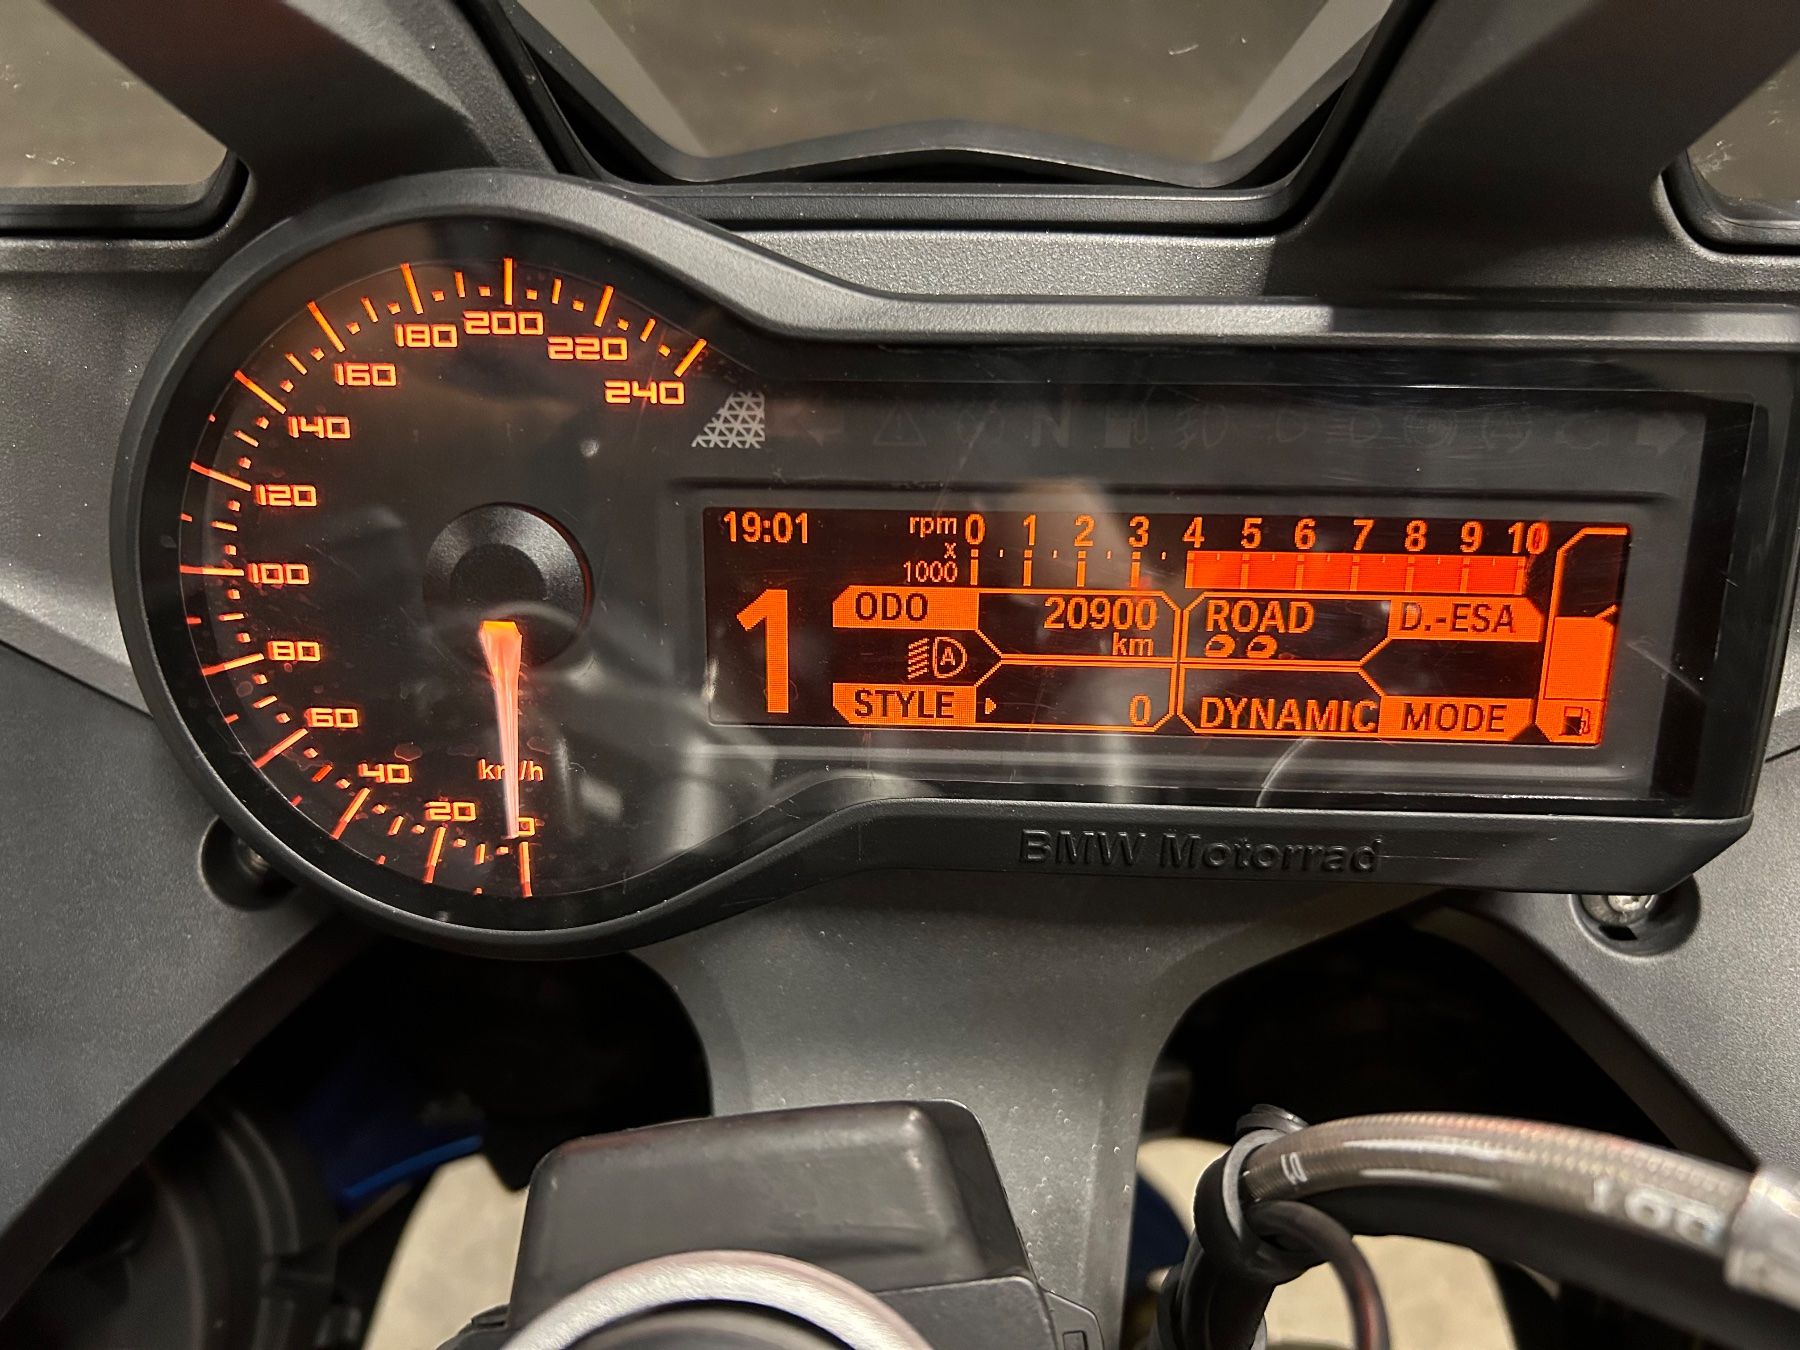 200
180
220
160
240
140
120
100
80
60
40
20
0
km/h
N
19:01
rpm 0 1 2 3 4 5 6 7 8 9 10
x
1000
1
ODO 20900
km
ROAD D.-ESA
A
STYLE 0
DYNAMIC MODE
BMW Motorrad